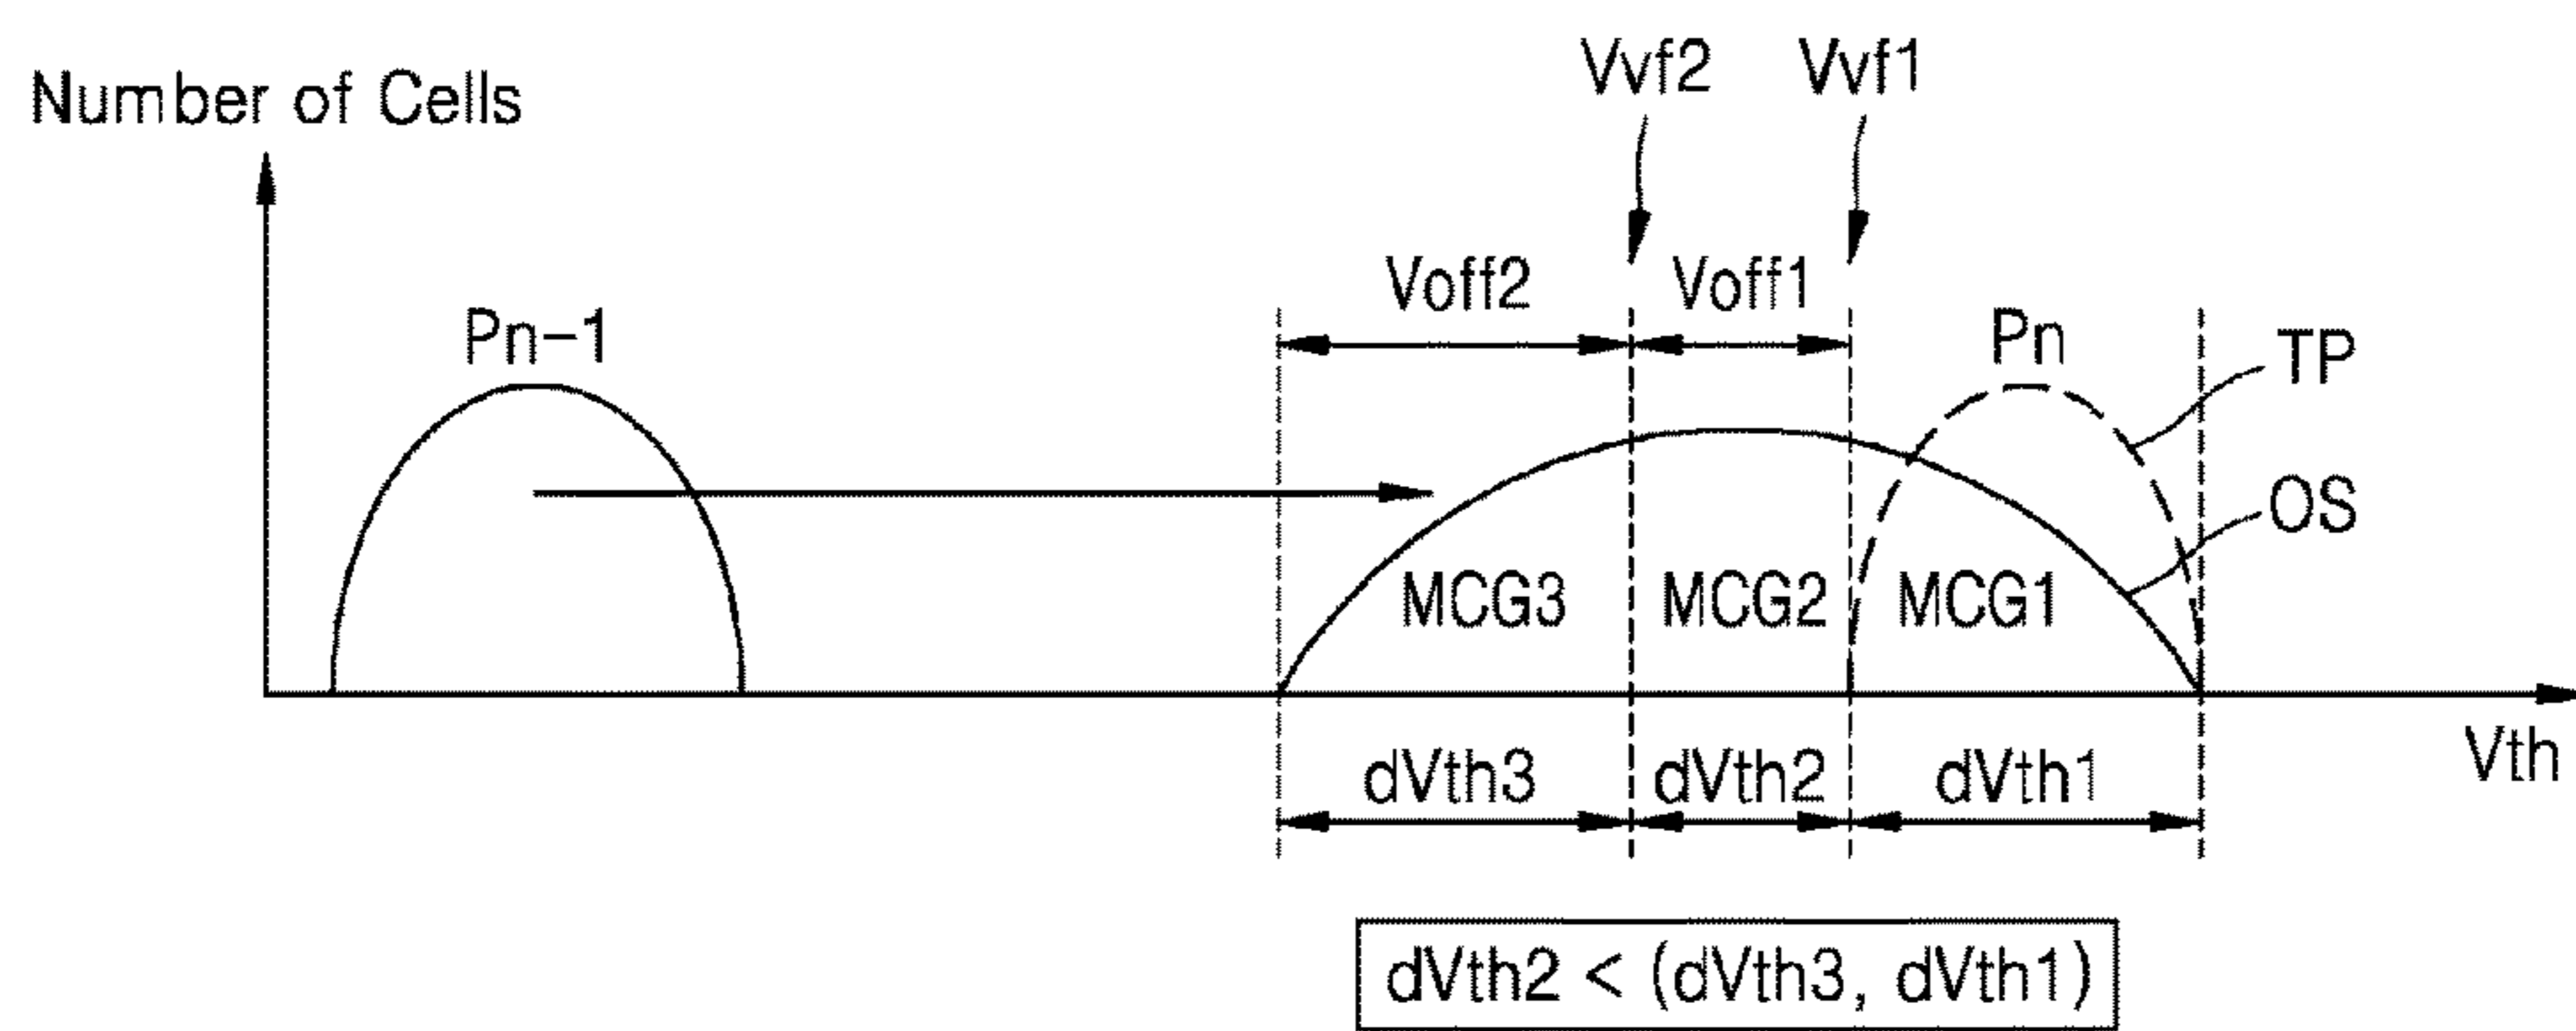 Number of Cells
Vvf2 Vvf1
Voff2 Voff1
Pn-1
Pn
TP
OS
MCG3 MCG2 MCG1
Vth
dVth3 dVth2 dVth1
dVth2 < (dVth3, dVth1)